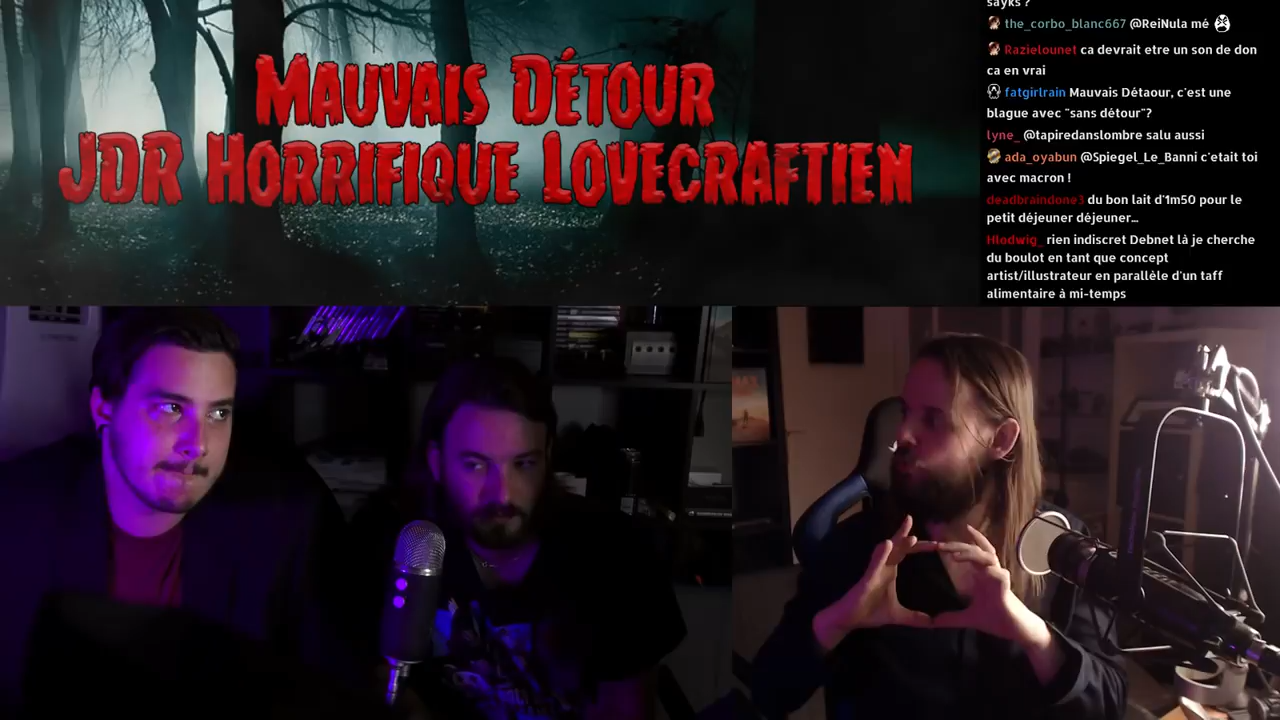 MAUVAIS DÉTOUR
JDR HORRIFIQUE LOVECRAFTIEN
sayks ?
the_corbo_blanc667 @ReiNula mé
Razielounet ca devrait etre un son de don
ca en vrai
fatgirlrain Mauvais Détaour, c'est une
blague avec "sans détour"?
lyne_ @tapiredanslombre salu aussi
ada_oyabun @Spiegel_Le_Banni c'etait toi
avec macron !
deadbraindone3 du bon lait d'1m50 pour le
petit déjeuner déjeuner...
Hlodwig_ rien indiscret Debnet là je cherche
du boulot en tant que concept
artist/illustrateur en parallèle d'un taff
alimentaire à mi-temps